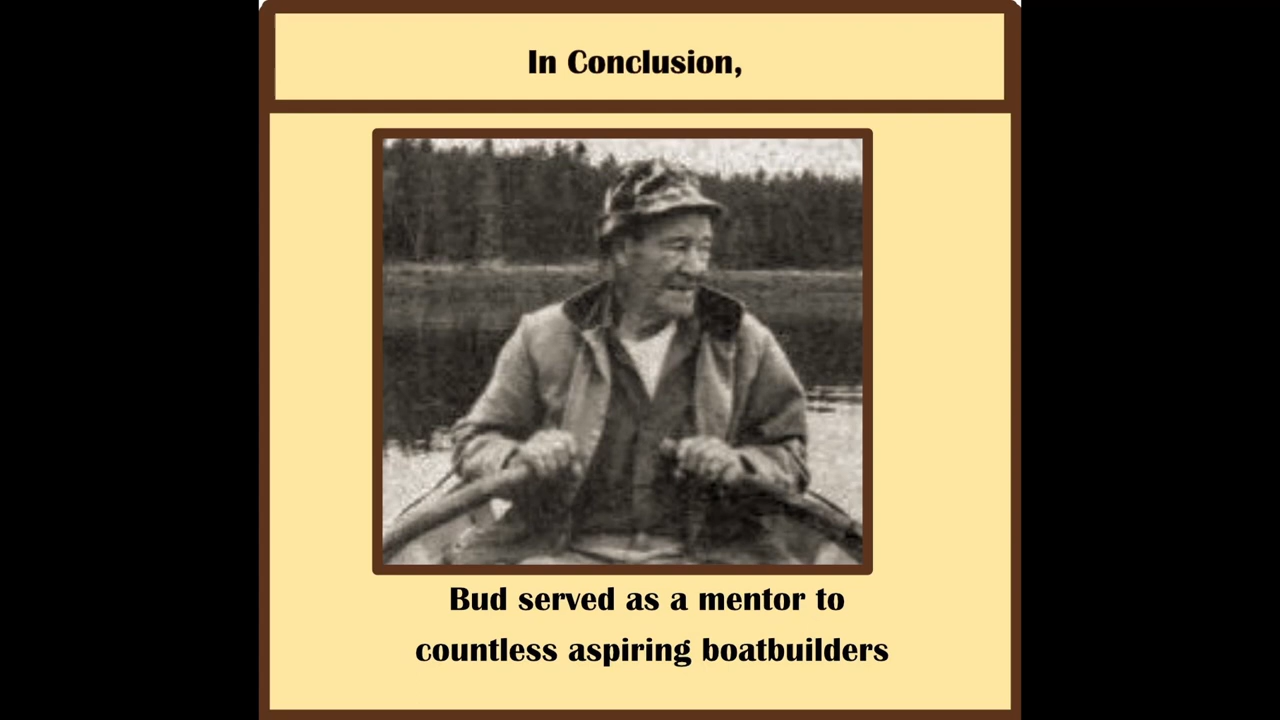 In Conclusion,
Bud served as a mentor to
countless aspiring boatbuilders